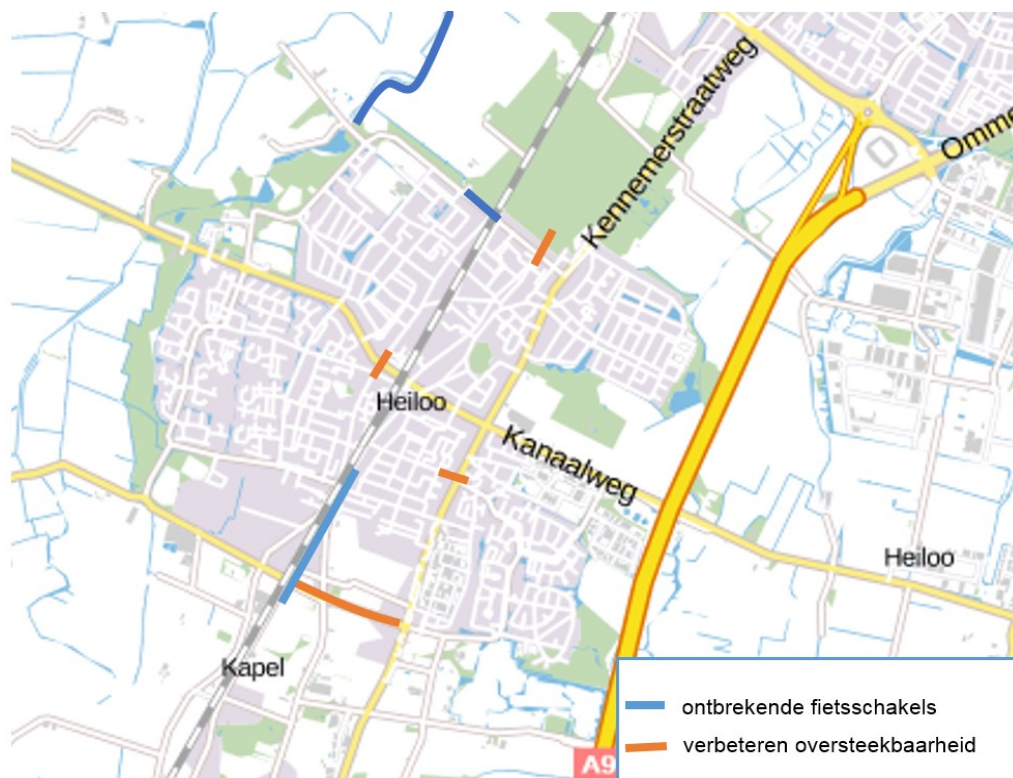 Kennemerstraatweg
Omme
Heiloo
Kanaalweg
Heiloo
Kapel
ontbrekende fietsschakels
verbeteren oversteekbaarheid
A9